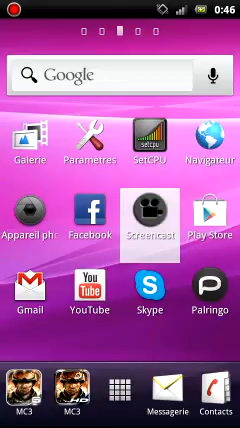 0:46
Google
Galerie
Parametres
SetCPU
Navigateur
Appareil pho
Facebook
Screencast
Play Store
Gmail
YouTube
Skype
Palringo
MC3
MC3
Messagerie
Contacts